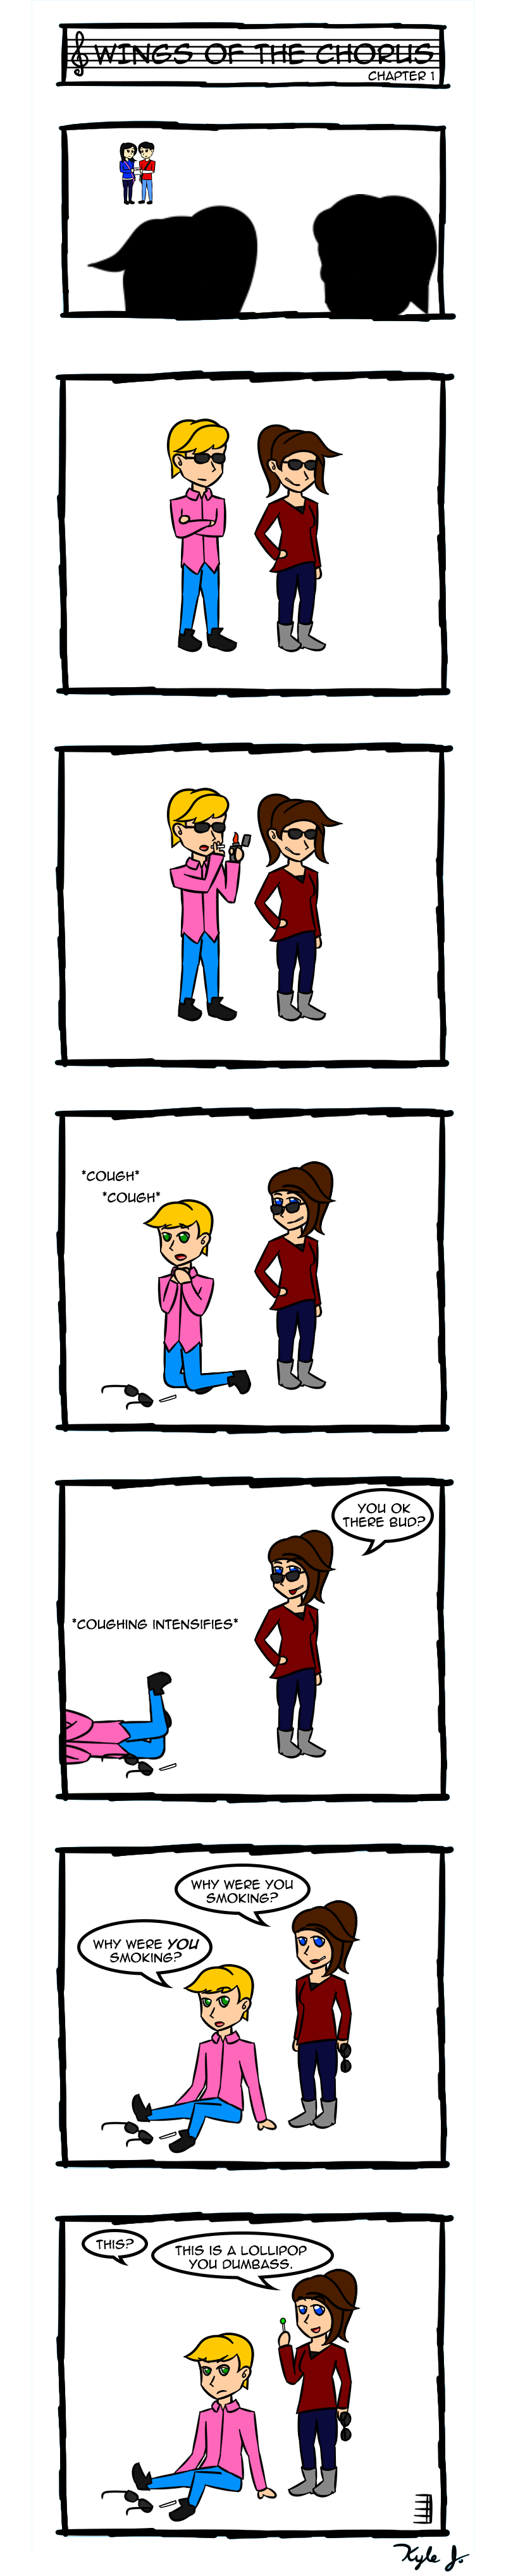 WINGS OF THE CHORUS
CHAPTER 1
*COUGH*
*COUGH*
YOU OK
THERE BUD?
*COUGHING INTENSIFIES*
WHY WERE YOU
SMOKING?
WHY WERE YOU
SMOKING?
THIS?
THIS IS A LOLLIPOP
YOU DUMBASS.
Kyle J.